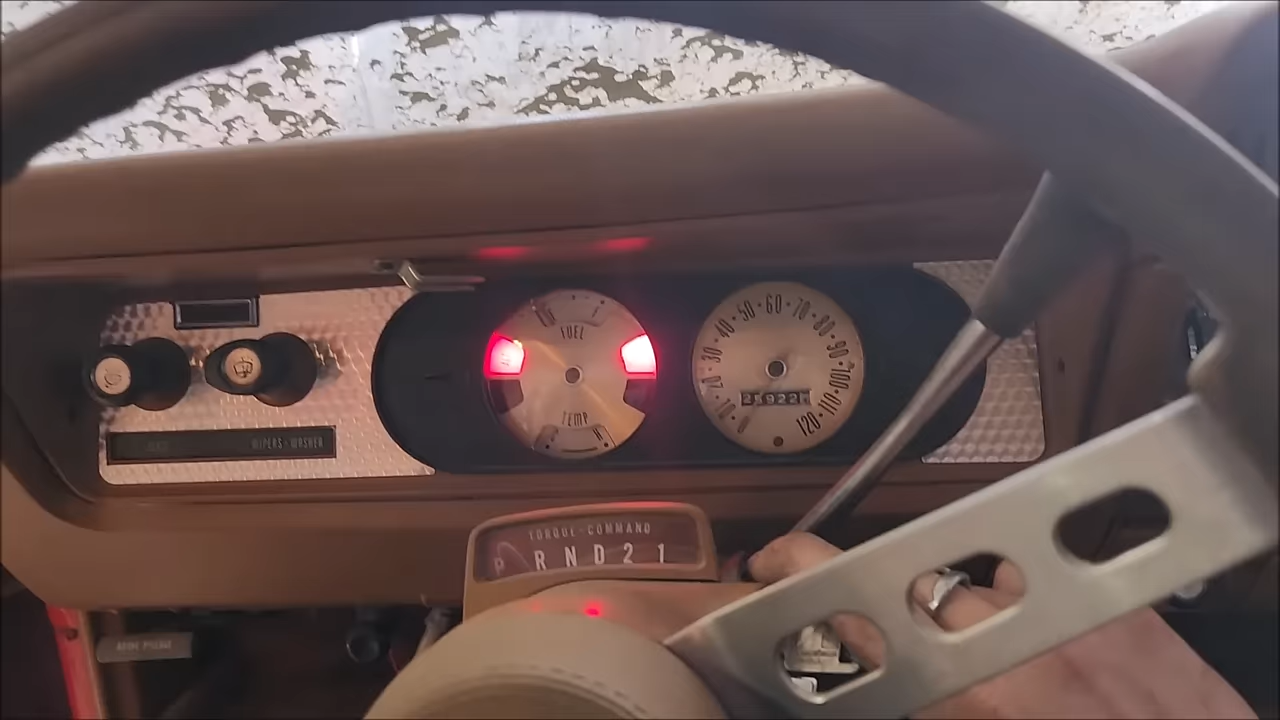 FUEL
TEMP
H
10 20 30 40 50 60 70 80 90 100 110 120
25922
WIPERS-WASHER
TORQUE-COMMAND
P R N D 2 1